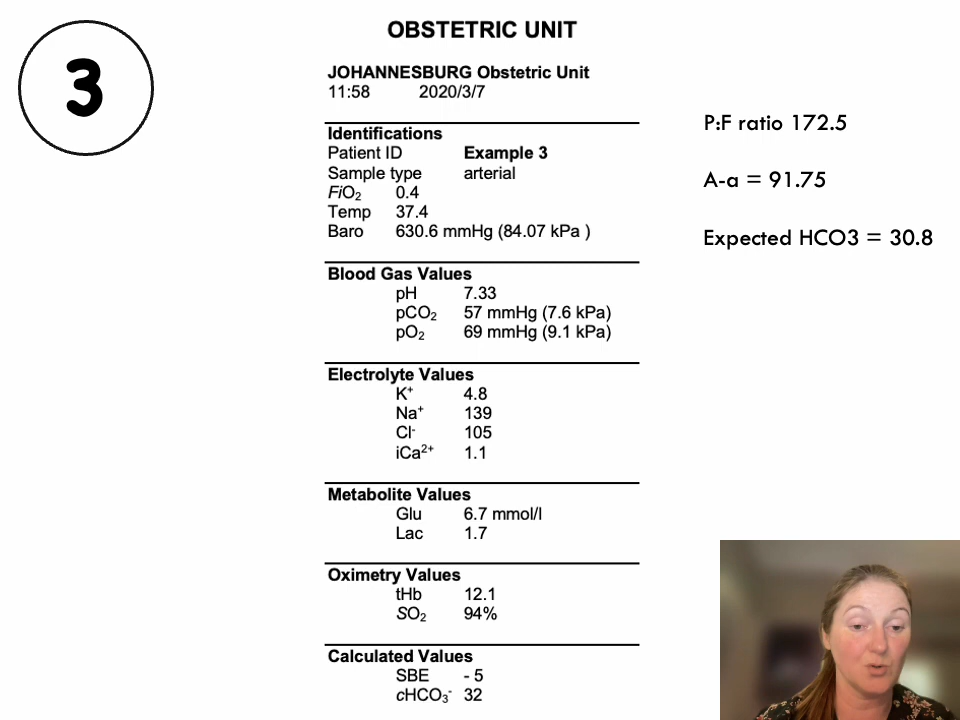 3
OBSTETRIC UNIT
JOHANNESBURG Obstetric Unit
11:58 2020/3/7
Identifications
Patient ID Example 3
Sample type arterial
FiO₂ 0.4
Temp 37.4
Baro 630.6 mmHg (84.07 kPa )
Blood Gas Values
pH 7.33
pCO₂ 57 mmHg (7.6 kPa)
pO₂ 69 mmHg (9.1 kPa)
Electrolyte Values
K⁺ 4.8
Na⁺ 139
Cl⁻ 105
iCa²⁺ 1.1
Metabolite Values
Glu 6.7 mmol/l
Lac 1.7
Oximetry Values
tHb 12.1
SO₂ 94%
Calculated Values
SBE - 5
cHCO₃⁻ 32
P:F ratio 172.5
A-a = 91.75
Expected HCO3 = 30.8